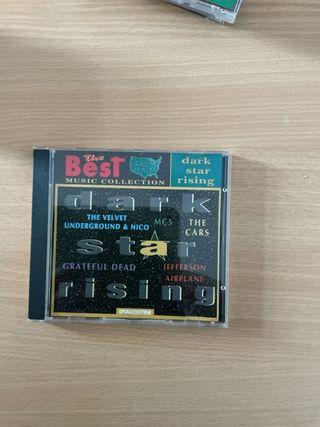 The
Best
MUSIC COLLECTION
dark
star
rising
dark
THE VELVET
UNDERGROUND & NICO
MC5
THE
CARS
star
GRATEFUL DEAD
JEFFERSON
AIRPLANE
rising
DEAGOSTINI